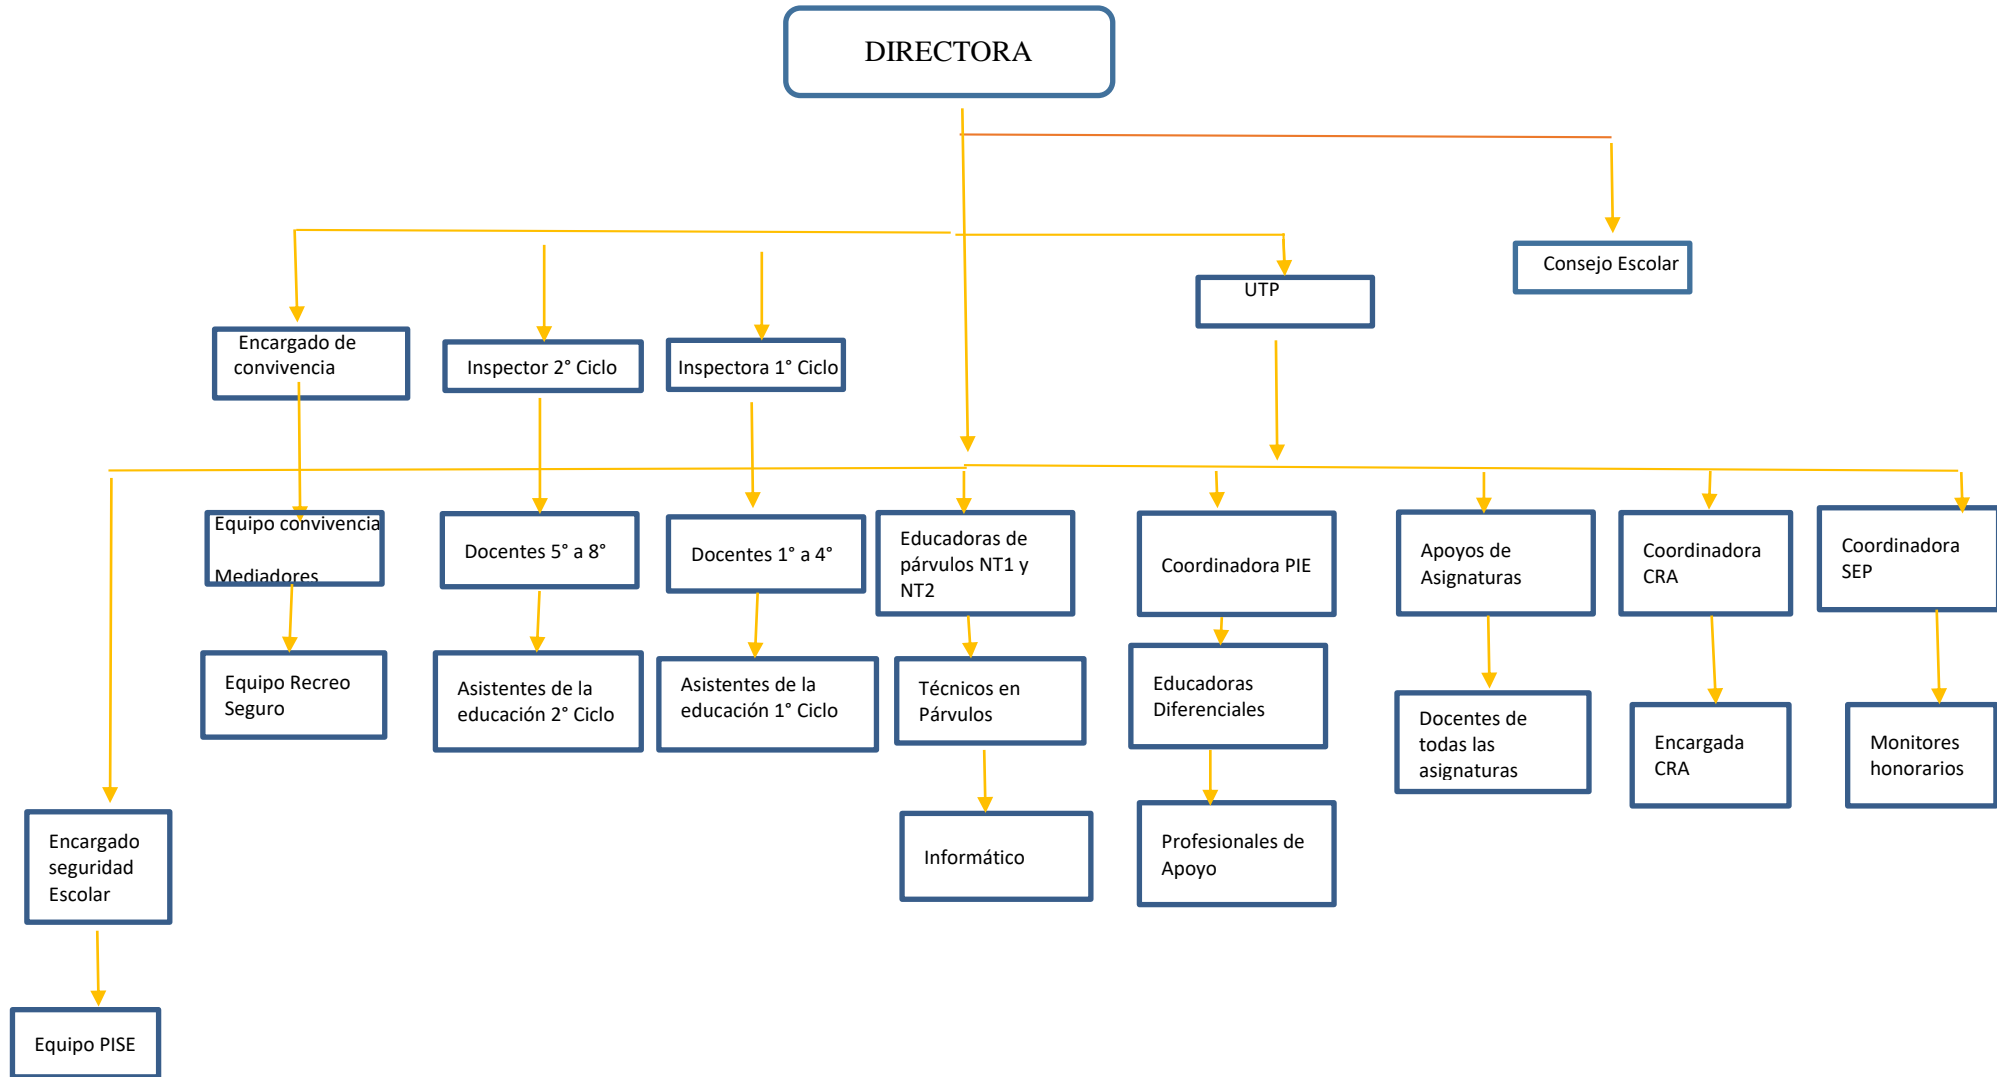 DIRECTORA
Consejo Escolar
UTP
Encargado de
convivencia
Inspector 2° Ciclo
Inspectora 1° Ciclo
Equipo convivencia
Mediadores
Docentes 5° a 8°
Docentes 1° a 4°
Educadoras de
párvulos NT1 y
NT2
Coordinadora PIE
Apoyos de
Asignaturas
Coordinadora
CRA
Coordinadora
SEP
Equipo Recreo
Seguro
Asistentes de la
educación 2° Ciclo
Asistentes de la
educación 1° Ciclo
Técnicos en
Párvulos
Educadoras
Diferenciales
Docentes de
todas las
asignaturas
Encargada
CRA
Monitores
honorarios
Encargado
seguridad
Escolar
Informático
Profesionales de
Apoyo
Equipo PISE